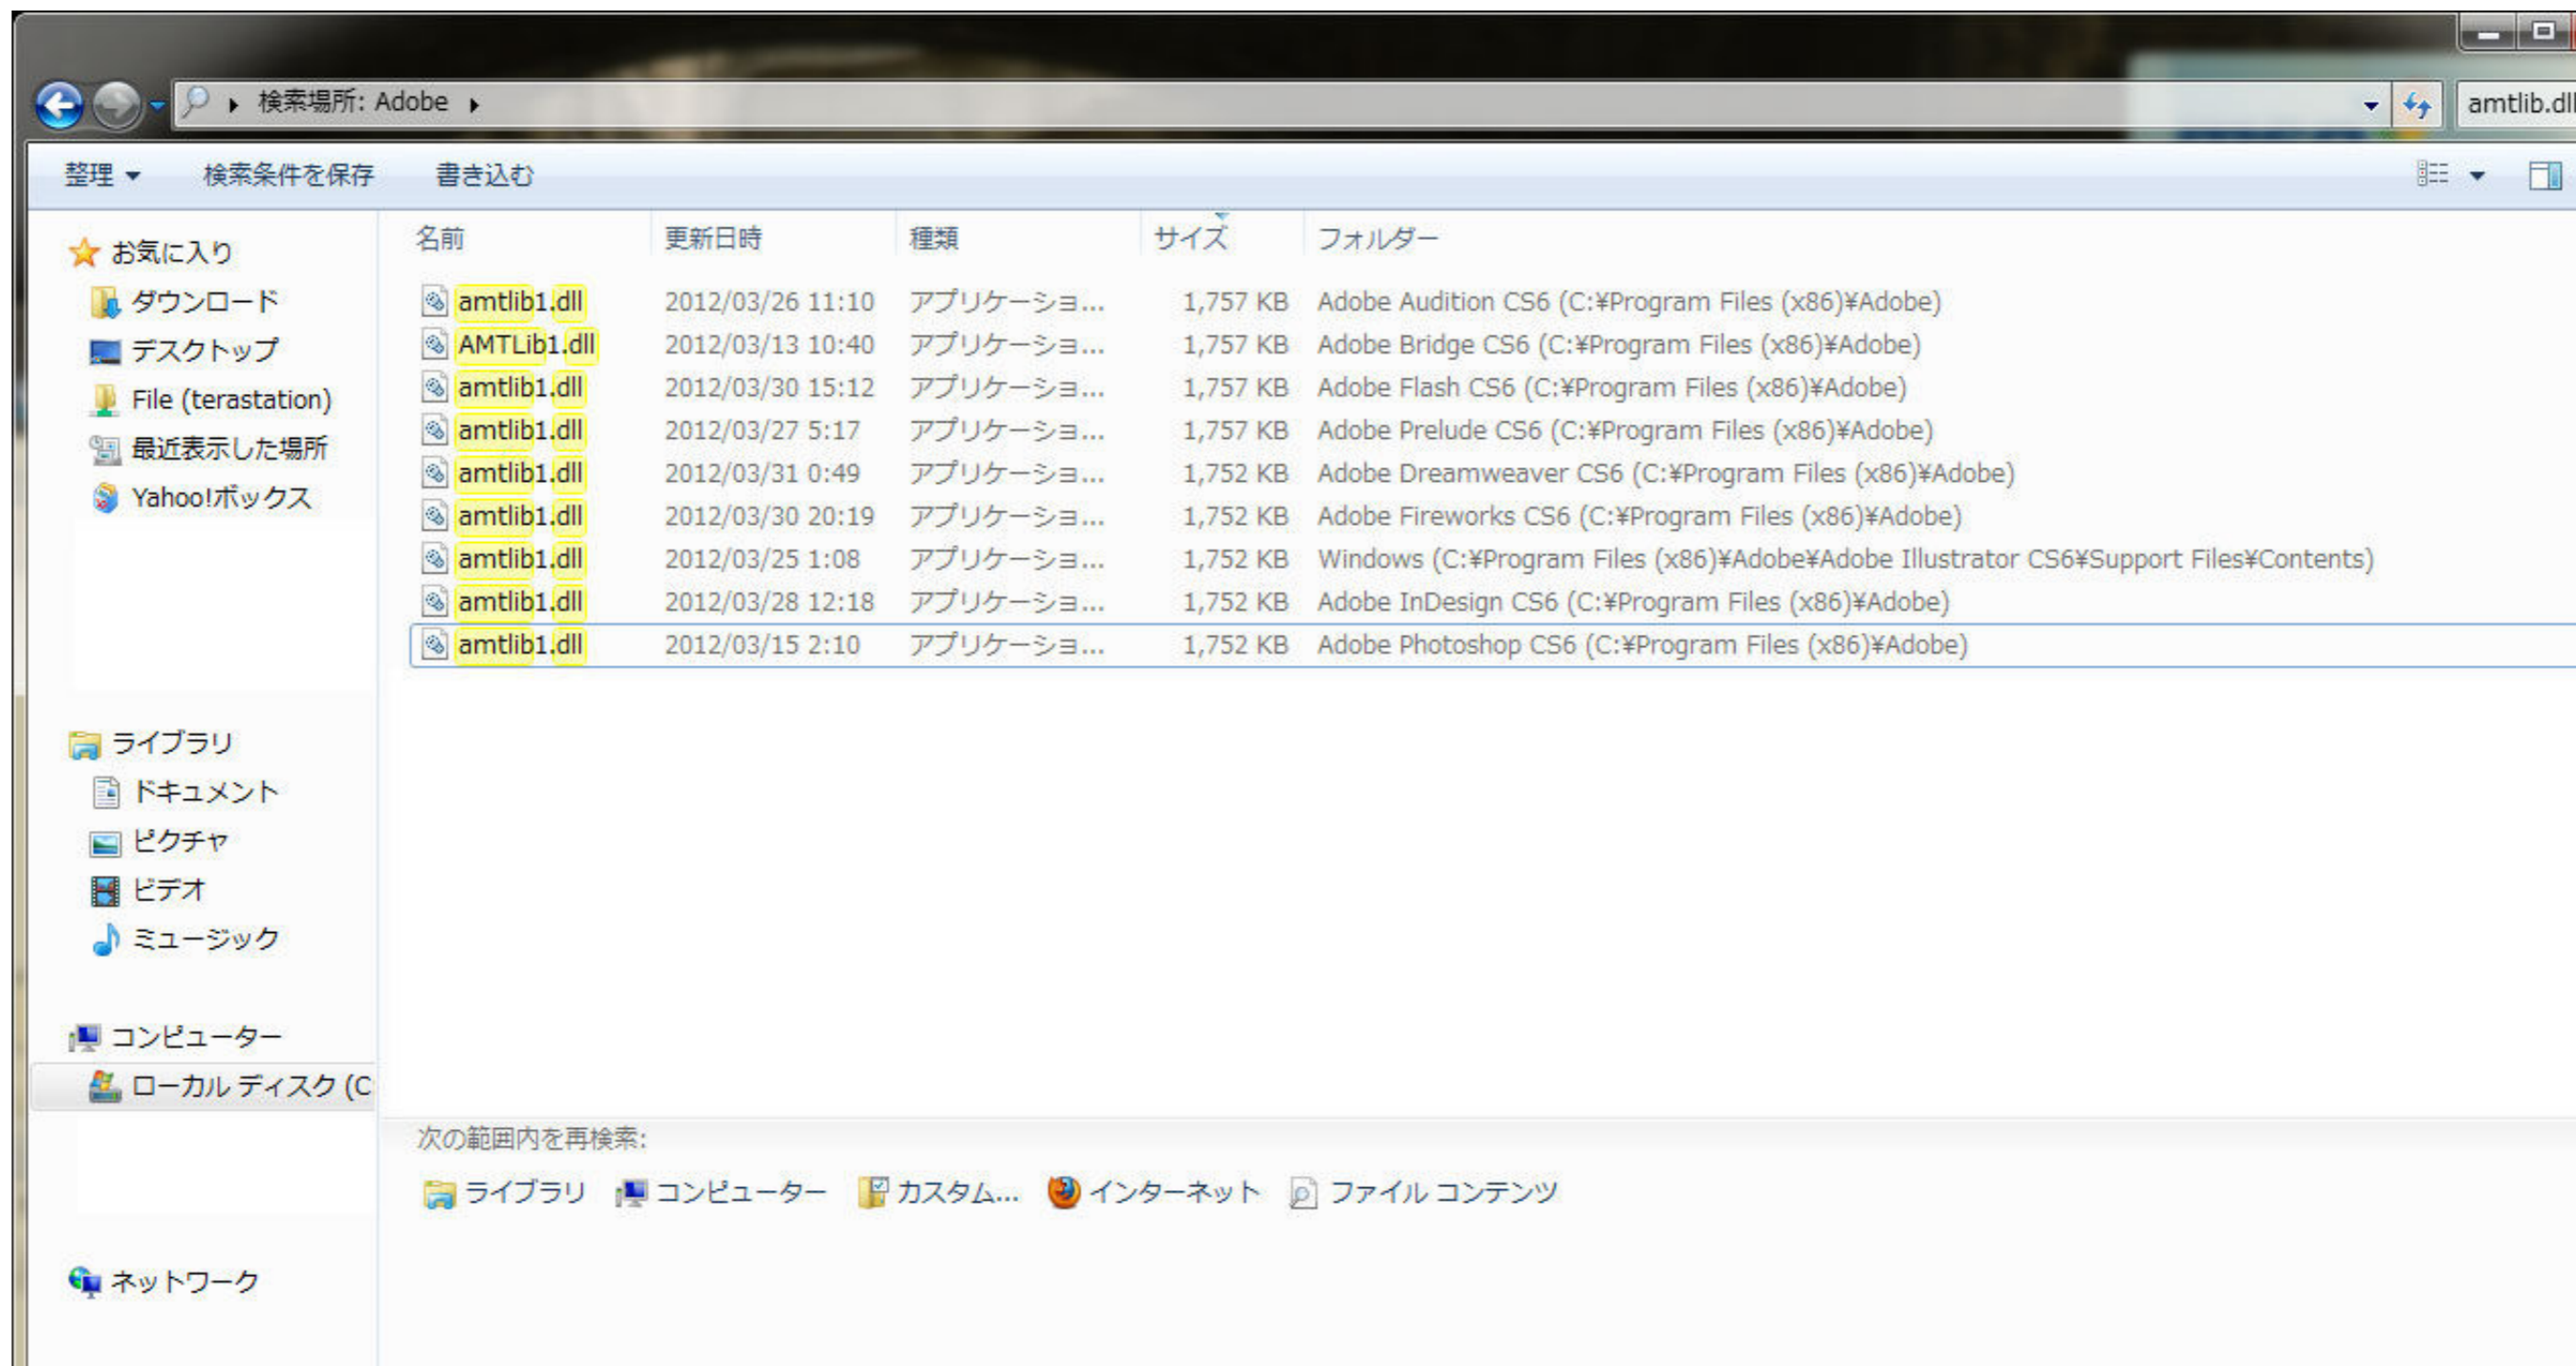 検索場所: Adobe
amtlib.dll
整理 検索条件を保存 書き込む
お気に入り
ダウンロード
デスクトップ
File (terastation)
最近表示した場所
Yahoo!ボックス
ライブラリ
ドキュメント
ピクチャ
ビデオ
ミュージック
コンピューター
ローカル ディスク (C
ネットワーク
名前 更新日時 種類 サイズ フォルダー
amtlib1.dll 2012/03/26 11:10 アプリケーショ... 1,757 KB Adobe Audition CS6 (C:¥Program Files (x86)¥Adobe)
AMTLib1.dll 2012/03/13 10:40 アプリケーショ... 1,757 KB Adobe Bridge CS6 (C:¥Program Files (x86)¥Adobe)
amtlib1.dll 2012/03/30 15:12 アプリケーショ... 1,757 KB Adobe Flash CS6 (C:¥Program Files (x86)¥Adobe)
amtlib1.dll 2012/03/27 5:17 アプリケーショ... 1,757 KB Adobe Prelude CS6 (C:¥Program Files (x86)¥Adobe)
amtlib1.dll 2012/03/31 0:49 アプリケーショ... 1,752 KB Adobe Dreamweaver CS6 (C:¥Program Files (x86)¥Adobe)
amtlib1.dll 2012/03/30 20:19 アプリケーショ... 1,752 KB Adobe Fireworks CS6 (C:¥Program Files (x86)¥Adobe)
amtlib1.dll 2012/03/25 1:08 アプリケーショ... 1,752 KB Windows (C:¥Program Files (x86)¥Adobe¥Adobe Illustrator CS6¥Support Files¥Contents)
amtlib1.dll 2012/03/28 12:18 アプリケーショ... 1,752 KB Adobe InDesign CS6 (C:¥Program Files (x86)¥Adobe)
amtlib1.dll 2012/03/15 2:10 アプリケーショ... 1,752 KB Adobe Photoshop CS6 (C:¥Program Files (x86)¥Adobe)
次の範囲内を再検索:
ライブラリ コンピューター カスタム... インターネット ファイル コンテンツ